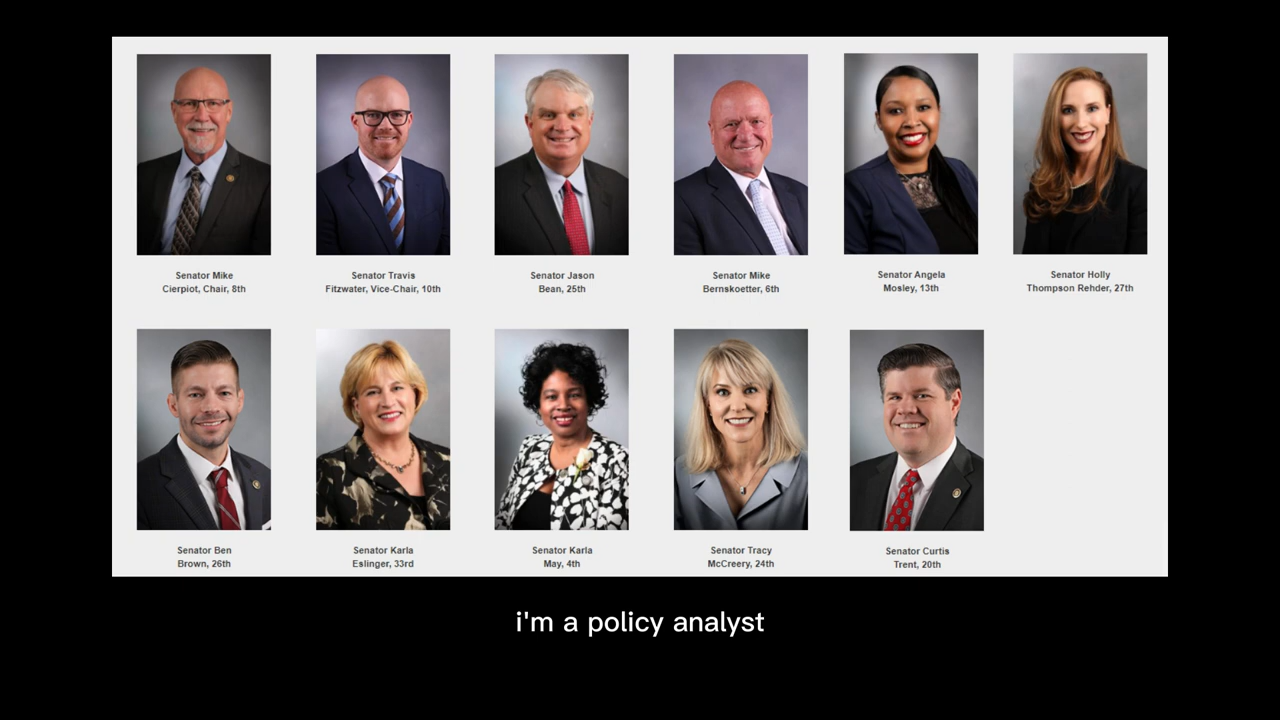 Senator Mike
Cierpiot, Chair, 8th
Senator Travis
Fitzwater, Vice-Chair, 10th
Senator Jason
Bean, 25th
Senator Mike
Bernskoetter, 6th
Senator Angela
Mosley, 13th
Senator Holly
Thompson Rehder, 27th
Senator Ben
Brown, 26th
Senator Karla
Eslinger, 33rd
Senator Karla
May, 4th
Senator Tracy
McCreery, 24th
Senator Curtis
Trent, 20th
i'm a policy analyst